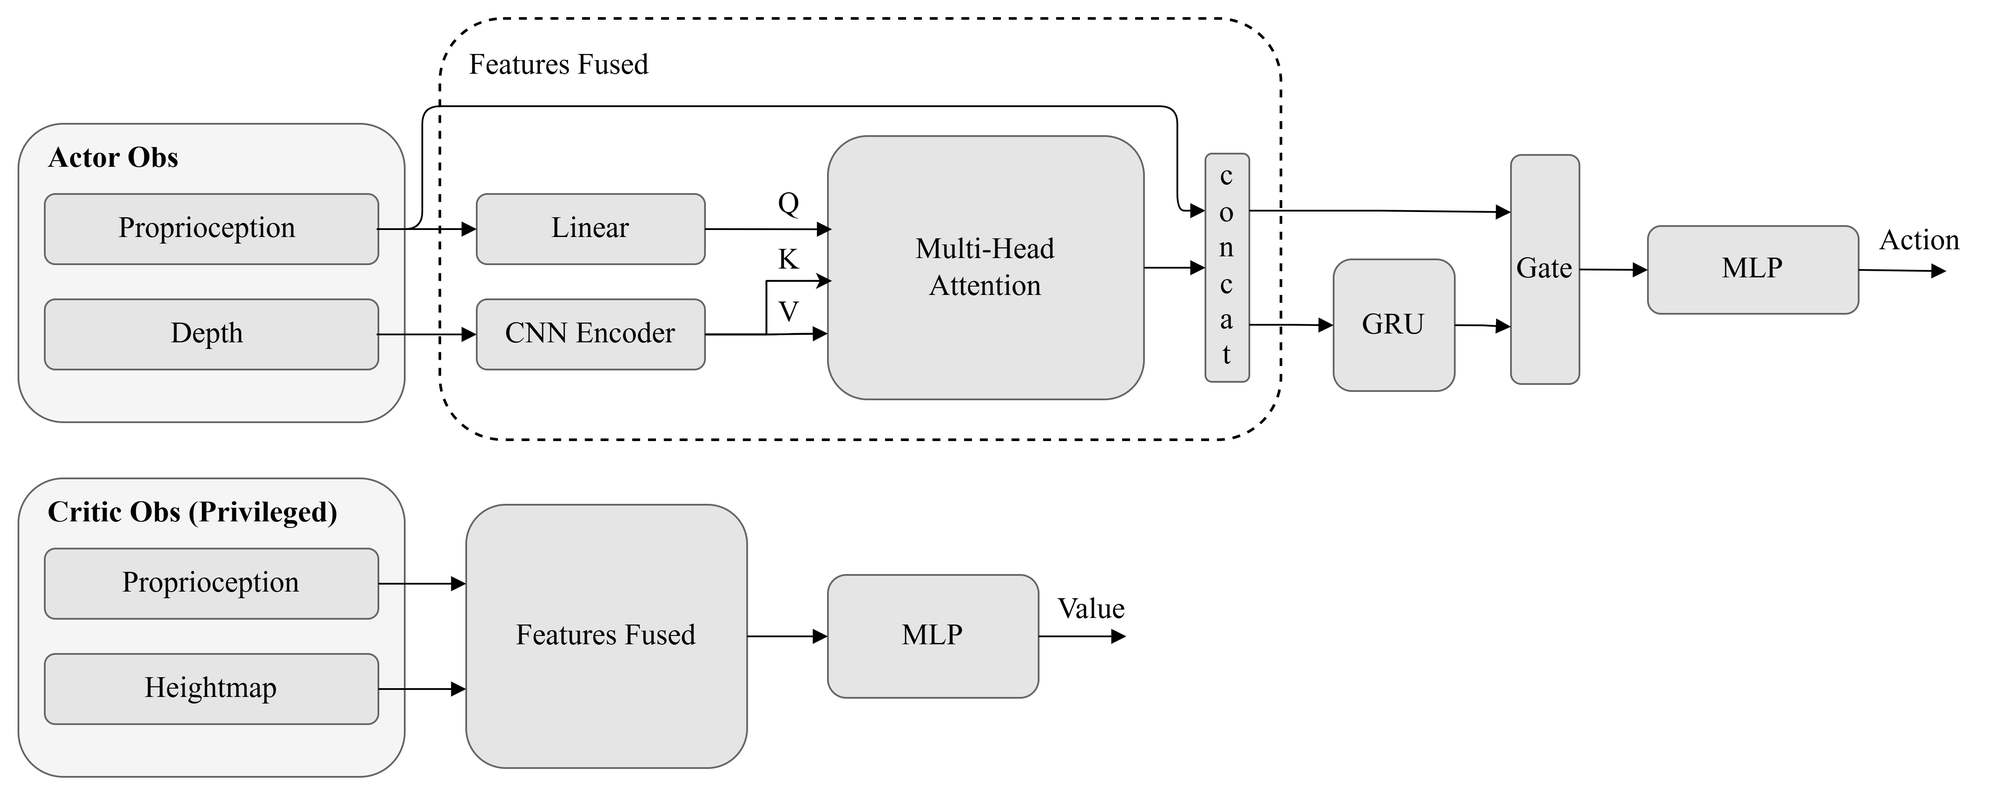 Features Fused
Actor Obs
Proprioception
Linear
Q
K
V
Multi-Head
Attention
concat
Depth
CNN Encoder
GRU
Gate
MLP
Action
Critic Obs (Privileged)
Proprioception
Heightmap
Features Fused
MLP
Value